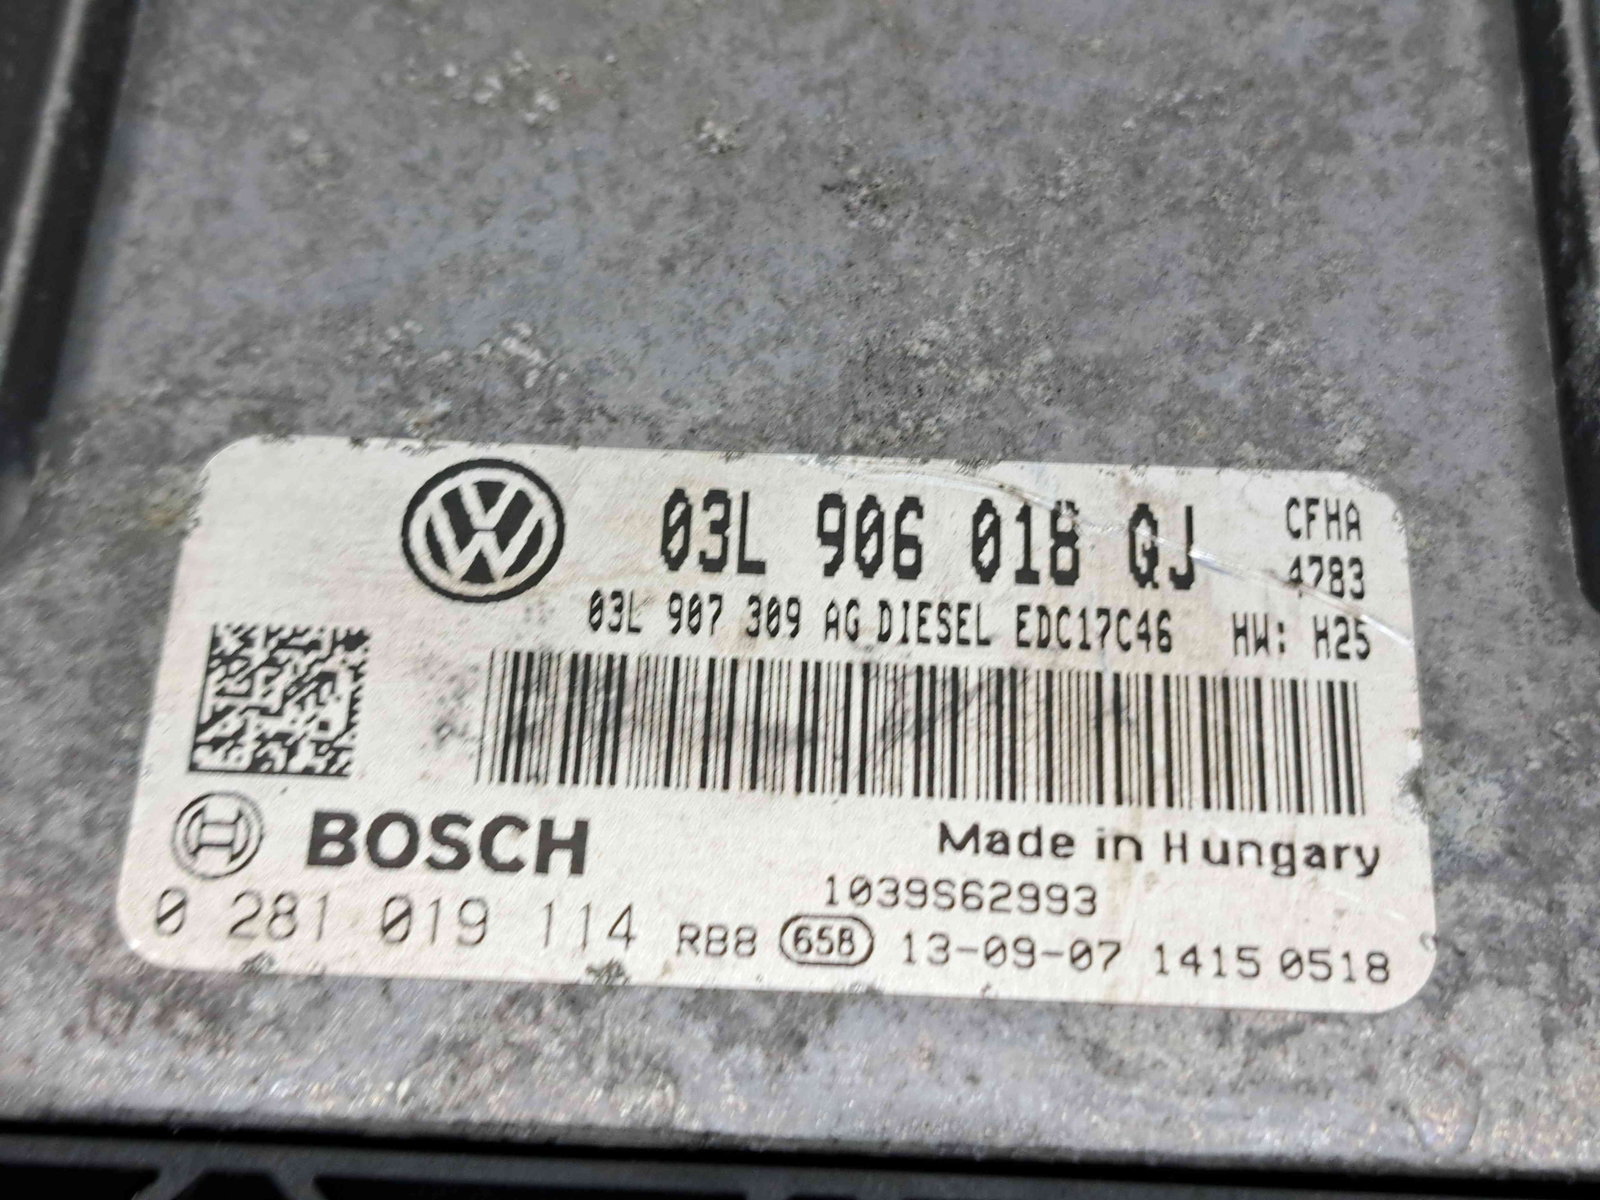 03L 906 018 QJ CFHA
4783
03L 907 309 AG DIESEL EDC17C46 HW: H25
BOSCH
Made in Hungary
1039S62993
0 281 019 114 RB8 658 13-09-07 1415 0518